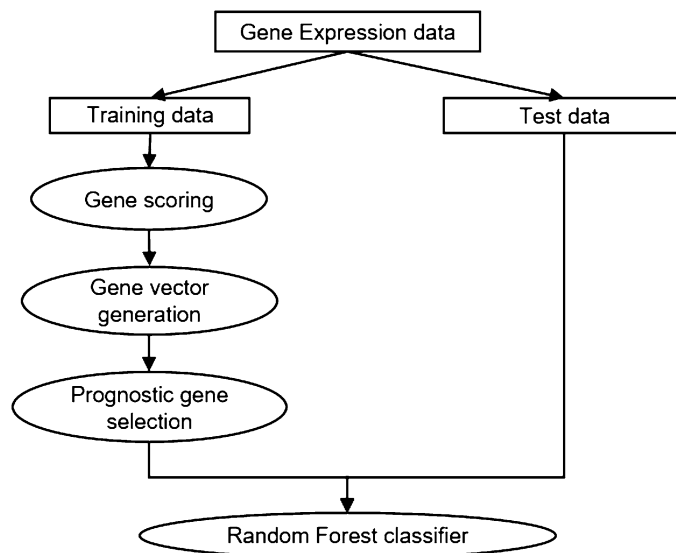 Gene Expression data
Training data
Test data
Gene scoring
Gene vector
generation
Prognostic gene
selection
Random Forest classifier